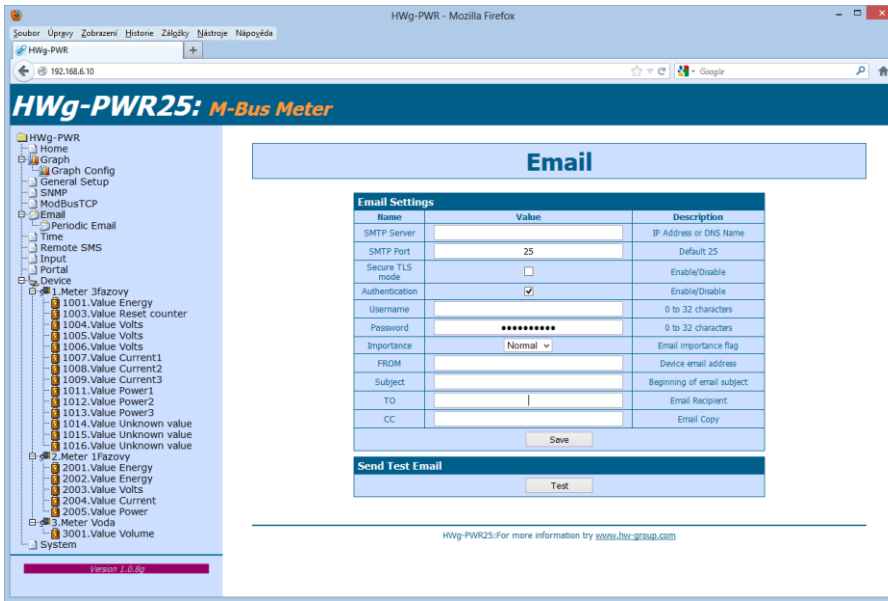 HWg-PWR - Mozilla Firefox
Soubor Úpravy Zobrazení Historie Záložky Nástroje Nápověda
HWg-PWR
192.168.6.10
Google
HWg-PWR25: M-Bus Meter
HWg-PWR
Home
Graph
Graph Config
General Setup
SNMP
ModBusTCP
Email
Periodic Email
Time
Remote SMS
Input
Portal
Device
1.Meter 3fazovy
1001.Value Energy
1003.Value Reset counter
1004.Value Volts
1005.Value Volts
1006.Value Volts
1007.Value Current1
1008.Value Current2
1009.Value Current3
1011.Value Power1
1012.Value Power2
1013.Value Power3
1014.Value Unknown value
1015.Value Unknown value
1016.Value Unknown value
2.Meter 1Fazovy
2001.Value Energy
2002.Value Energy
2003.Value Volts
2004.Value Current
2005.Value Power
3.Meter Voda
3001.Value Volume
System
Version 1.0.8g
Email
Email Settings
Name Value Description
SMTP Server IP Address or DNS Name
SMTP Port 25 Default 25
Secure TLS
mode Enable/Disable
Authentication Enable/Disable
Username 0 to 32 characters
Password ●●●●●●●●●● 0 to 32 characters
Importance Normal Email importance flag
FROM Device email address
Subject Beginning of email subject
TO Email Recipient
CC Email Copy
Save
Send Test Email
Test
HWg-PWR25:For more information try www.hw-group.com